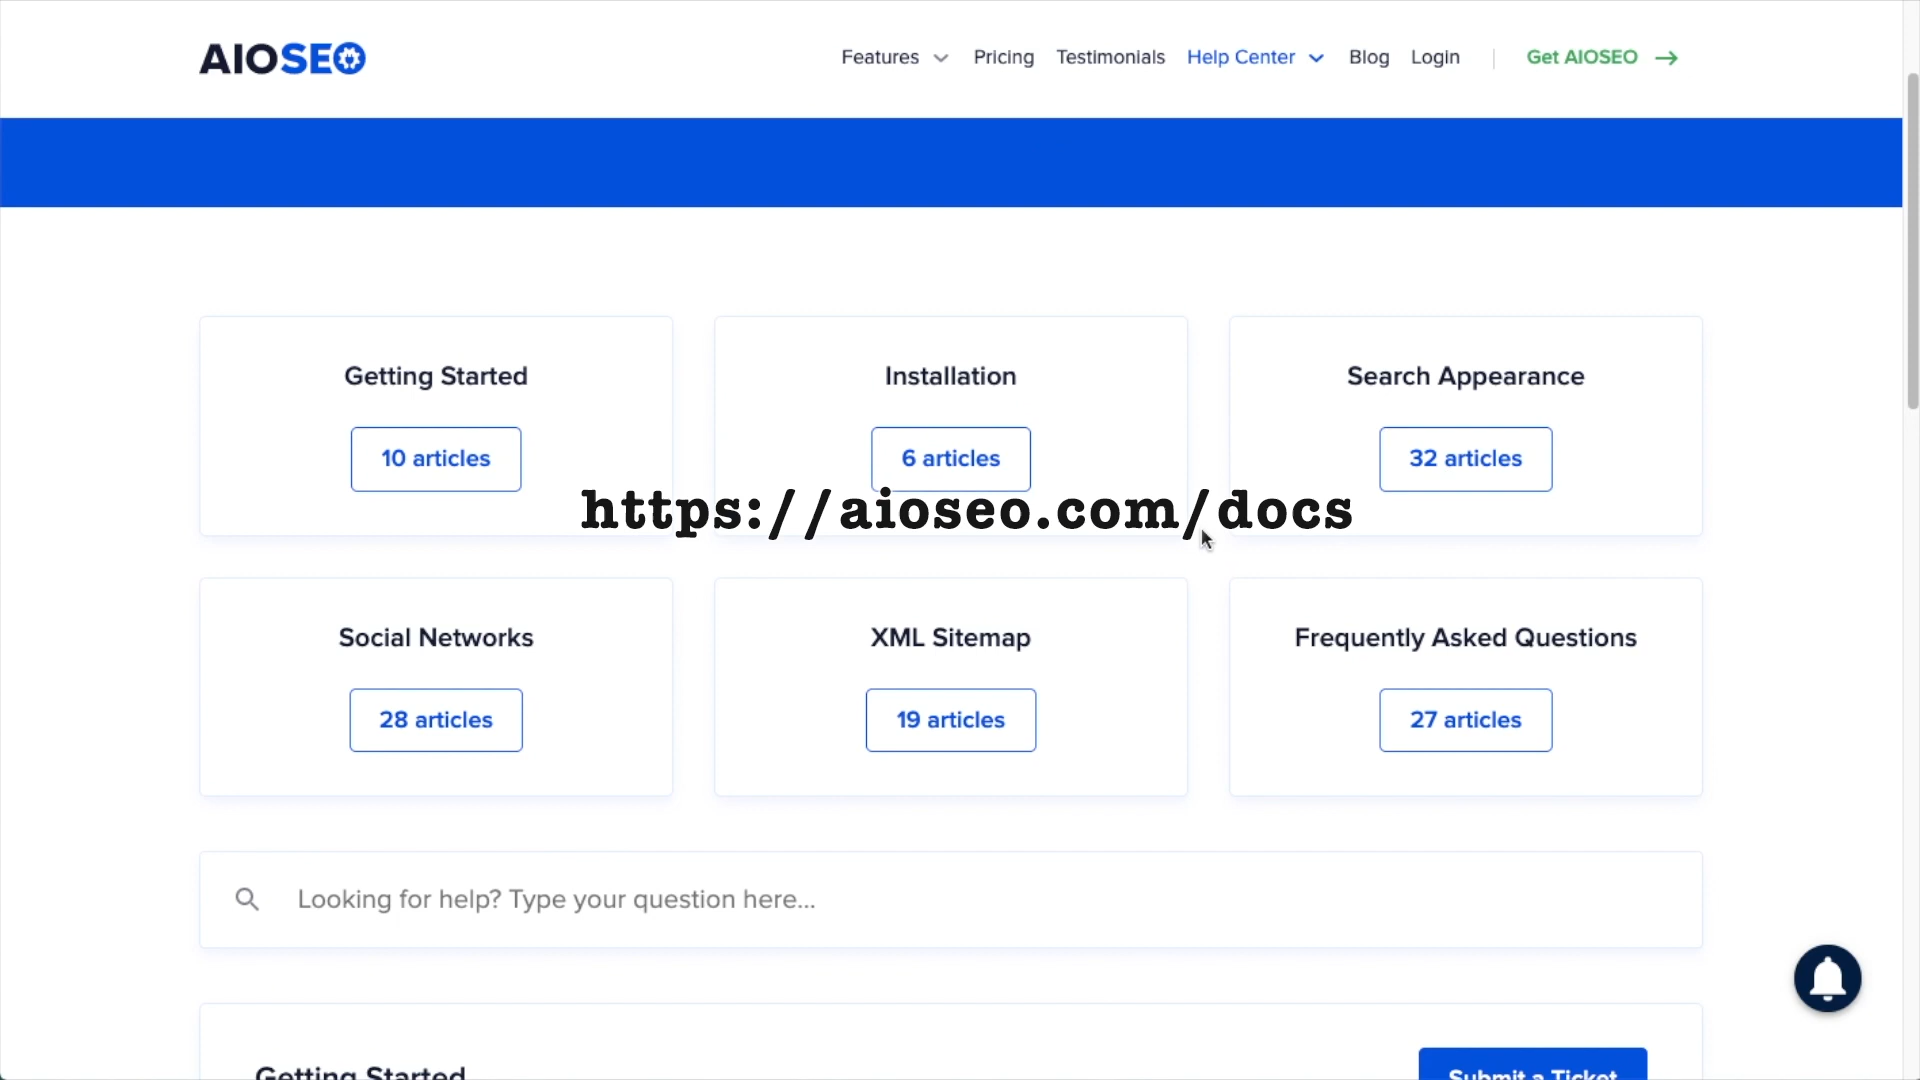 AIOSEO
Features Pricing Testimonials Help Center Blog Login Get AIOSEO
Getting Started
10 articles
Installation
6 articles
Search Appearance
32 articles
https://aioseo.com/docs
Social Networks
28 articles
XML Sitemap
19 articles
Frequently Asked Questions
27 articles
Looking for help? Type your question here...
Getting Started
Submit a Ticket